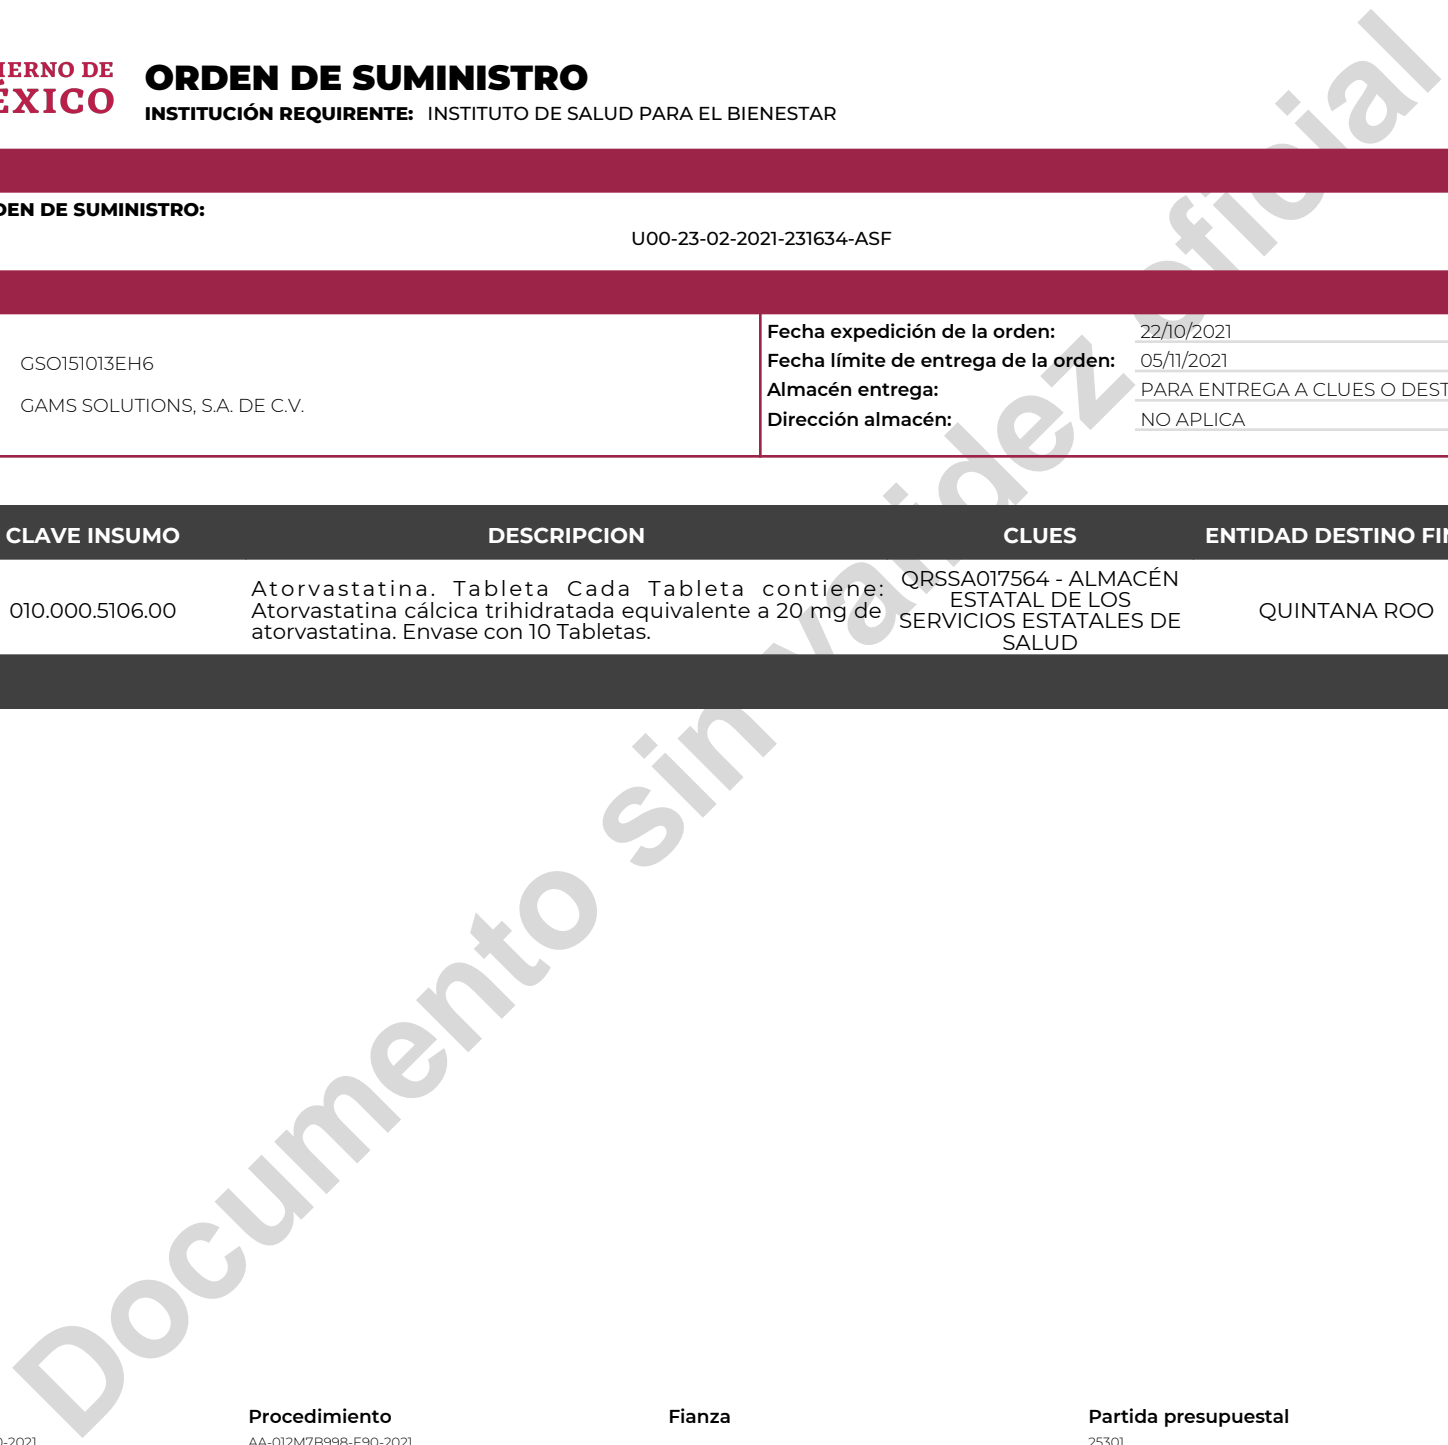 ORDEN DE SUMINISTRO
INSTITUCIÓN REQUIRENTE: INSTITUTO DE SALUD PARA EL BIENESTAR
DE SUMINISTRO:
U00-23-02-2021-231634-ASF
GSO151013EH6
GAMS SOLUTIONS, S.A. DE C.V.
Fecha expedición de la orden: 22/10/2021
Fecha límite de entrega de la orden: 05/11/2021
Almacén entrega: PARA ENTREGA A CLUES O DEST
Dirección almacén: NO APLICA
CLAVE INSUMO DESCRIPCION CLUES ENTIDAD DESTINO
010.000.5106.00
Atorvastatina. Tableta Cada Tableta contiene:
Atorvastatina cálcica trihidratada equivalente a 20 mg de
atorvastatina. Envase con 10 Tabletas.
QRSSA017564 - ALMACÉN
ESTATAL DE LOS
SERVICIOS ESTATALES DE
SALUD
QUINTANA ROO
Documento sin validez oficial
Procedimiento Fianza Partida presupuestal
AA-012M7B998-E90-2021 25301